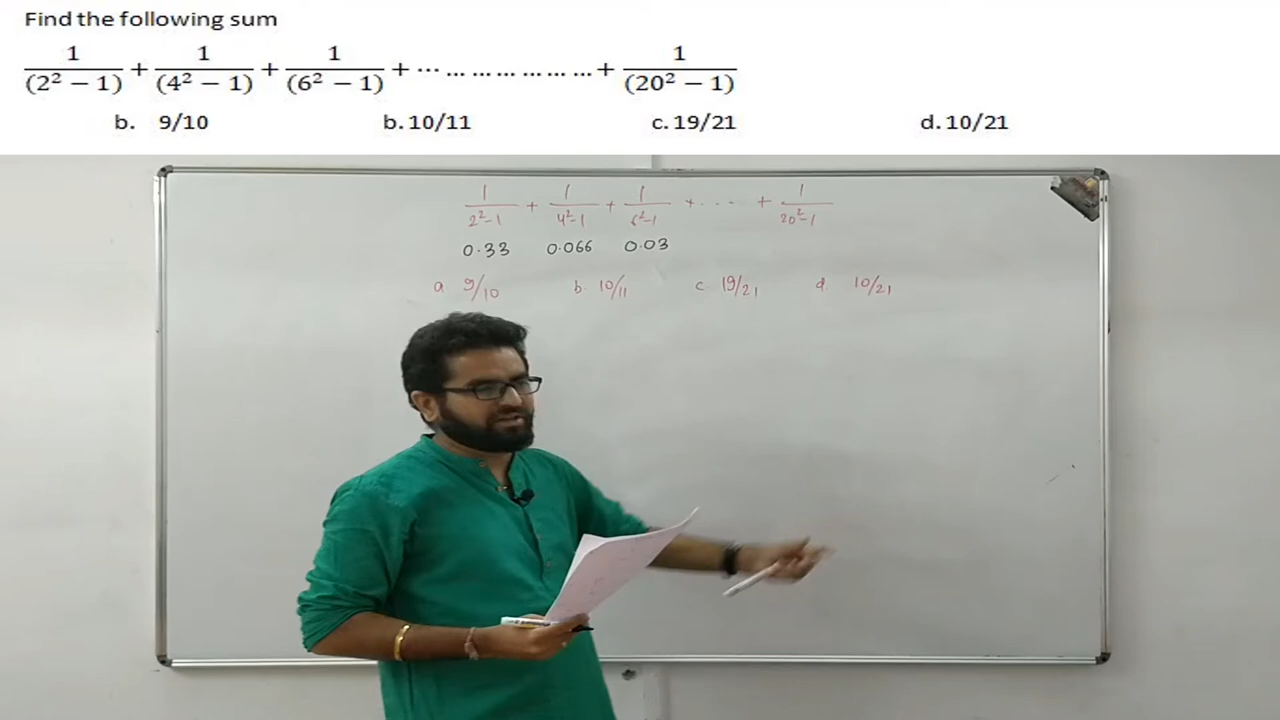 Find the following sum
1/(2² − 1) + 1/(4² − 1) + 1/(6² − 1) + ... ... ... ... ... ... ... + 1/(20² − 1)
b. 9/10 b. 10/11 c. 19/21 d. 10/21
1/2²-1 + 1/4²-1 + 1/6²-1 + . . - - + 1/20²-1
0.33 0.066 0.03
a 9/10 b. 10/11 c. 19/21 d 10/21